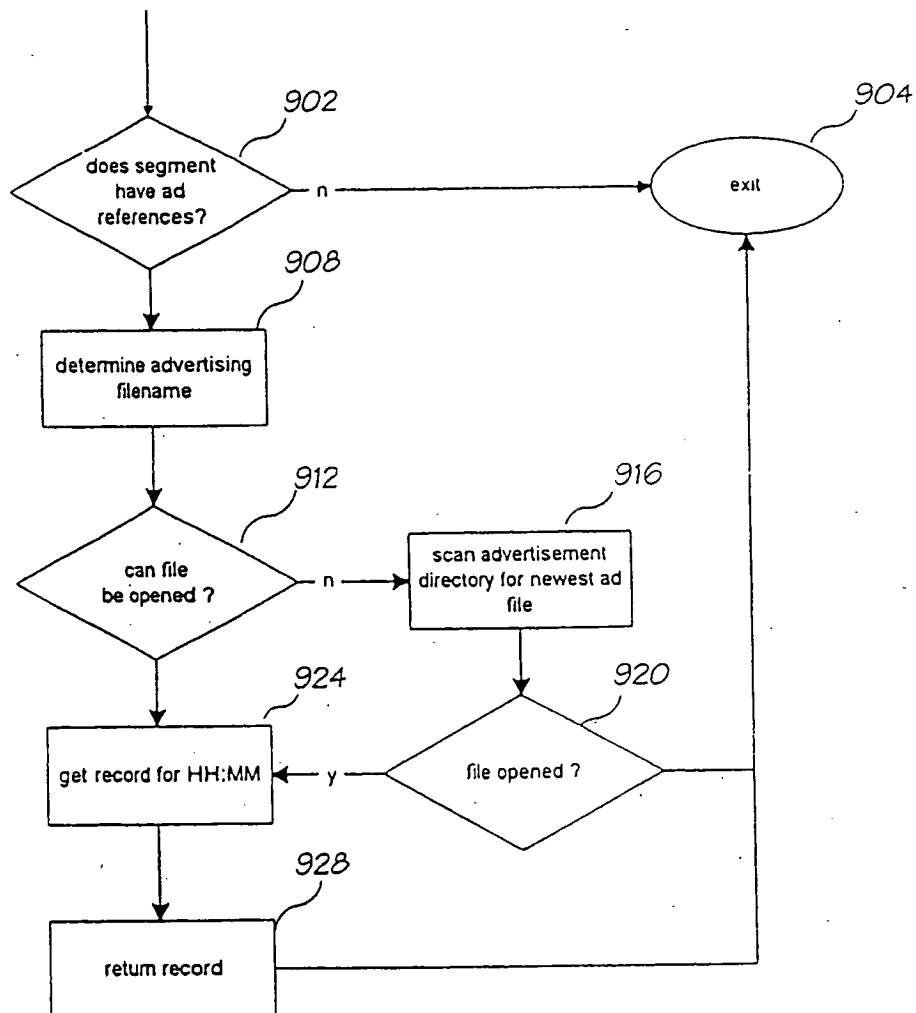 902
904
does segment
have ad
references?
n
exit
908
determine advertising
filename
912
916
can file
be opened ?
n
scan advertisement
directory for newest ad
file
924
920
get record for HH:MM
y
file opened ?
928
return record